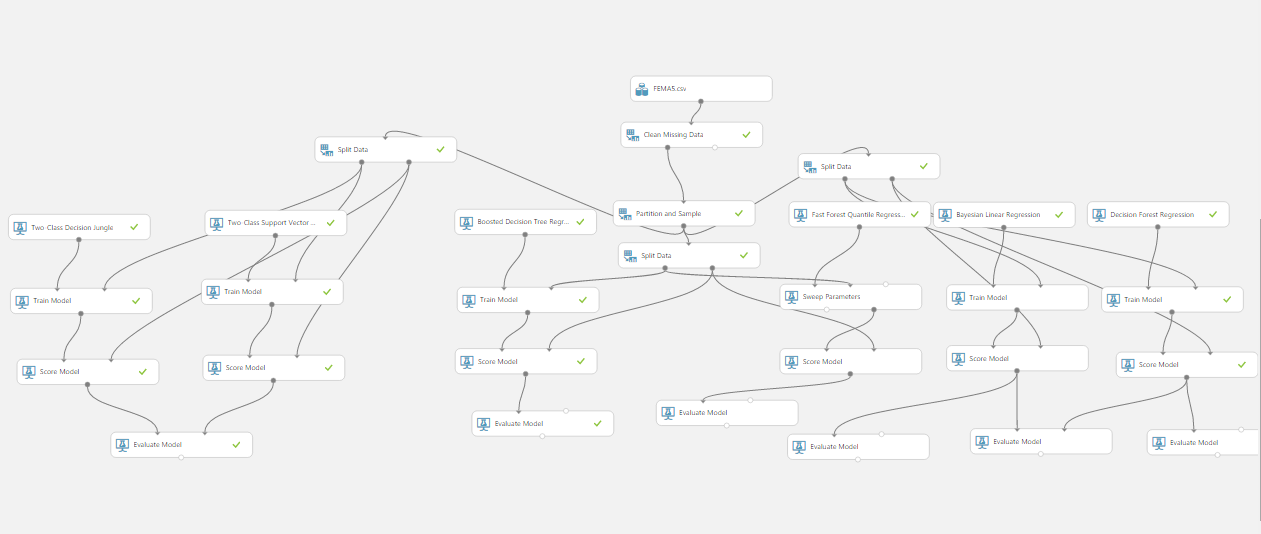 FEMA5.csv
Clean Missing Data
Split Data
Split Data
Partition and Sample
Two Class Decision Jungle
Two Class Support Vector ...
Boosted Decision Tree Regr...
Fast Forest Quantile Regress...
Bayesian Linear Regression
Decision Forest Regression
Split Data
Train Model
Train Model
Train Model
Sweep Parameters
Train Model
Train Model
Score Model
Score Model
Score Model
Score Model
Score Model
Score Model
Evaluate Model
Evaluate Model
Evaluate Model
Evaluate Model
Evaluate Model
Evaluate Model